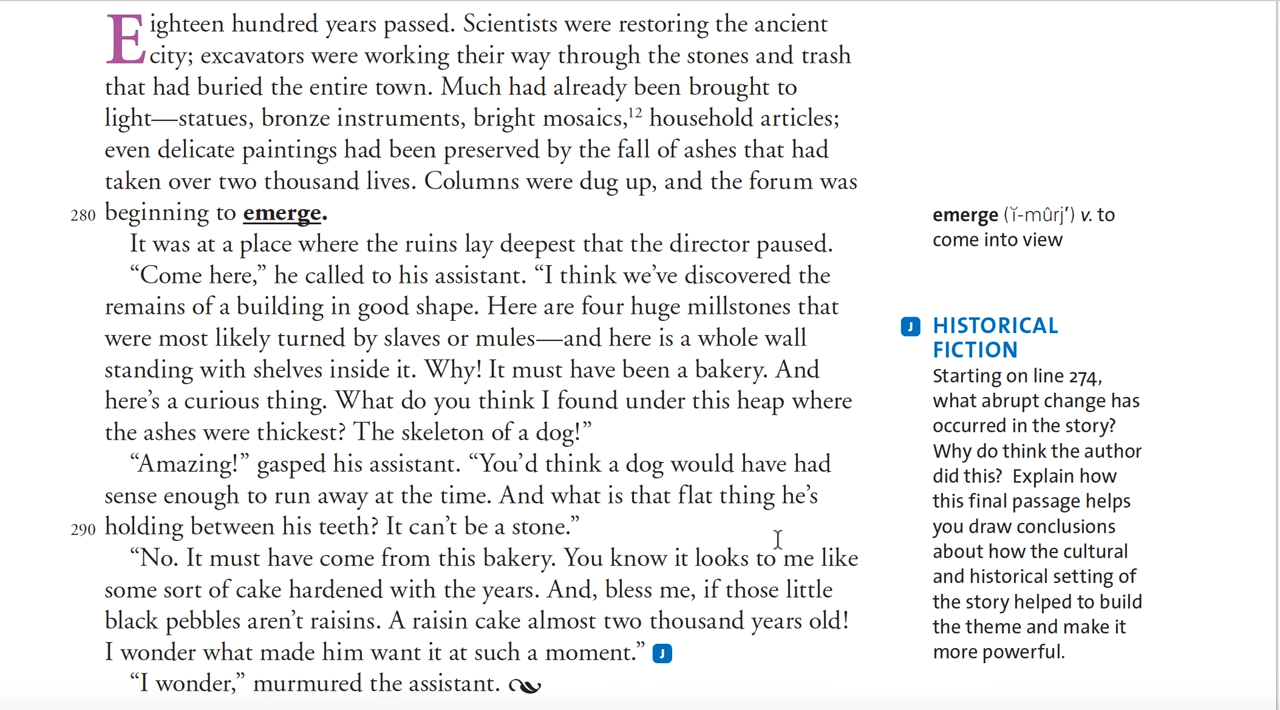 Eighteen hundred years passed. Scientists were restoring the ancient
city; excavators were working their way through the stones and trash
that had buried the entire town. Much had already been brought to
light—statues, bronze instruments, bright mosaics,¹² household articles;
even delicate paintings had been preserved by the fall of ashes that had
taken over two thousand lives. Columns were dug up, and the forum was
280 beginning to emerge.
It was at a place where the ruins lay deepest that the director paused.
“Come here,” he called to his assistant. “I think we’ve discovered the
remains of a building in good shape. Here are four huge millstones that
were most likely turned by slaves or mules—and here is a whole wall
standing with shelves inside it. Why! It must have been a bakery. And
here’s a curious thing. What do you think I found under this heap where
the ashes were thickest? The skeleton of a dog!”
“Amazing!” gasped his assistant. “You’d think a dog would have had
sense enough to run away at the time. And what is that flat thing he’s
290 holding between his teeth? It can’t be a stone.”
“No. It must have come from this bakery. You know it looks to me like
some sort of cake hardened with the years. And, bless me, if those little
black pebbles aren’t raisins. A raisin cake almost two thousand years old!
I wonder what made him want it at such a moment.” J
“I wonder,” murmured the assistant.
emerge (ĭ-mûrj′) v. to
come into view
J HISTORICAL
FICTION
Starting on line 274,
what abrupt change has
occurred in the story?
Why do think the author
did this? Explain how
this final passage helps
you draw conclusions
about how the cultural
and historical setting of
the story helped to build
the theme and make it
more powerful.